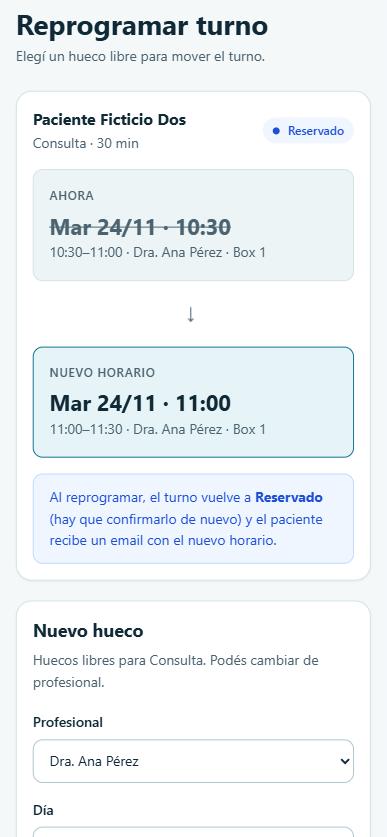 Reprogramar turno
Elegí un hueco libre para mover el turno.
Paciente Ficticio Dos
Consulta · 30 min
Reservado
AHORA
Mar 24/11 · 10:30
10:30–11:00 · Dra. Ana Pérez · Box 1
↓
NUEVO HORARIO
Mar 24/11 · 11:00
11:00–11:30 · Dra. Ana Pérez · Box 1
Al reprogramar, el turno vuelve a Reservado
(hay que confirmarlo de nuevo) y el paciente
recibe un email con el nuevo horario.
Nuevo hueco
Huecos libres para Consulta. Podés cambiar de
profesional.
Profesional
Dra. Ana Pérez
Día